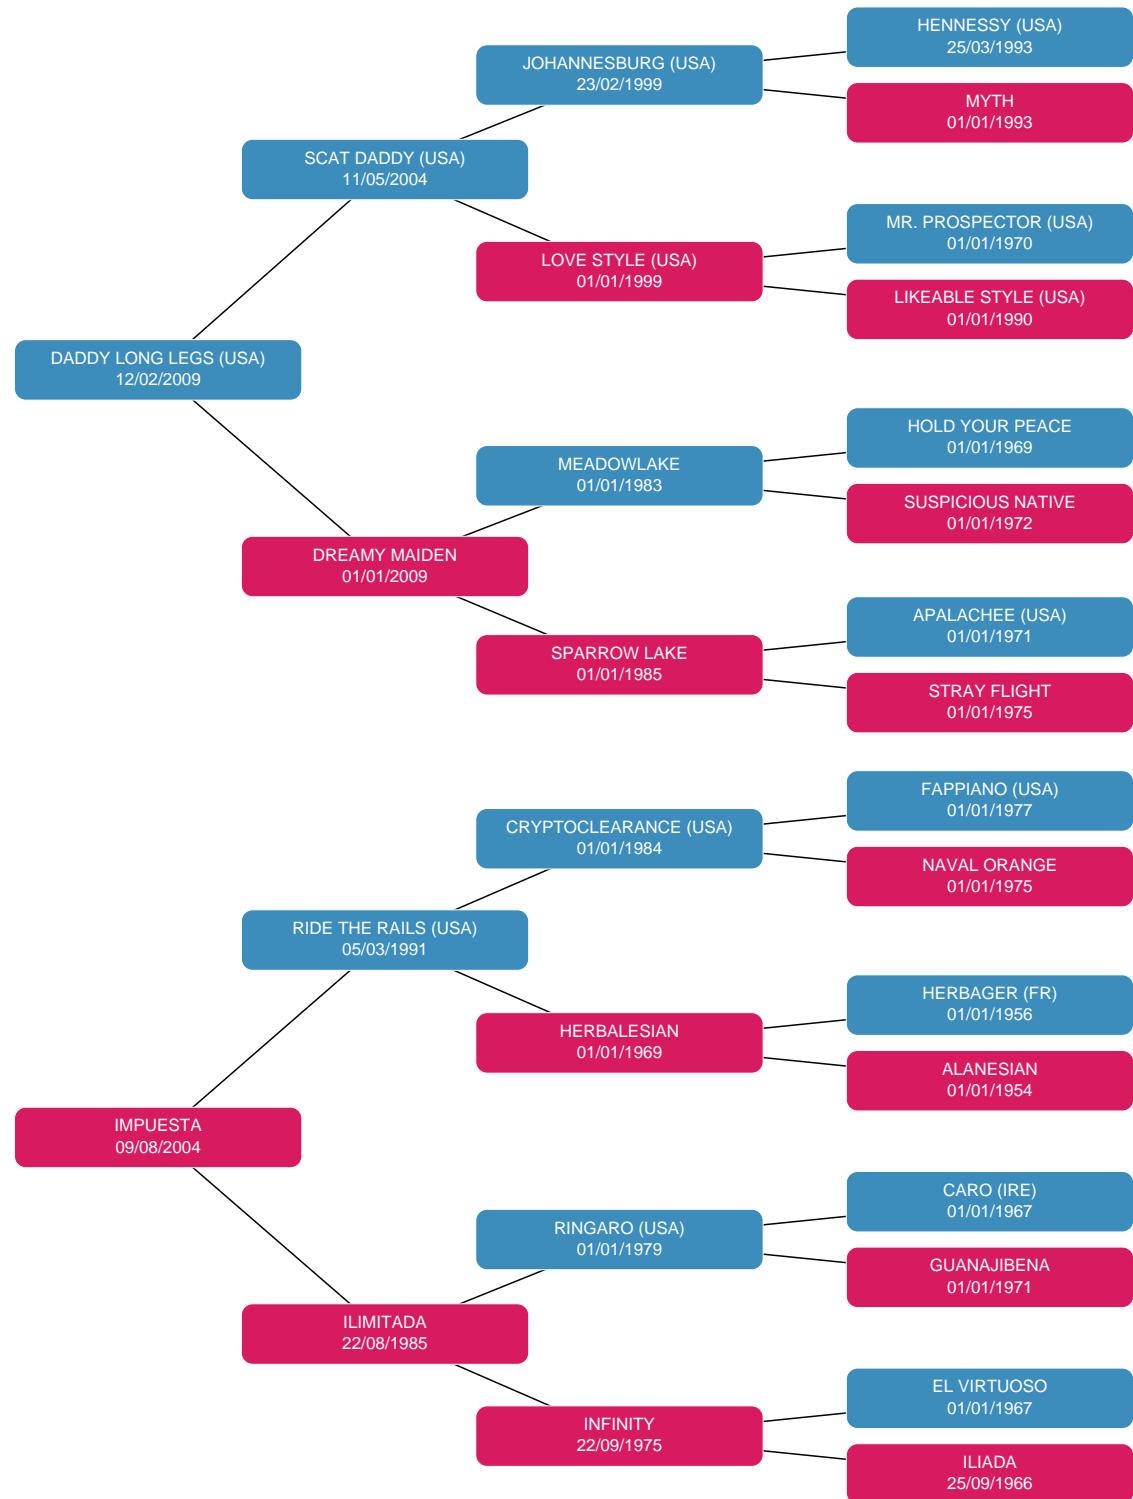 HENNESSY (USA)
25/03/1993
JOHANNESBURG (USA)
23/02/1999
MYTH
01/01/1993
SCAT DADDY (USA)
11/05/2004
MR. PROSPECTOR (USA)
01/01/1970
LOVE STYLE (USA)
01/01/1999
LIKEABLE STYLE (USA)
01/01/1990
DADDY LONG LEGS (USA)
12/02/2009
HOLD YOUR PEACE
01/01/1969
MEADOWLAKE
01/01/1983
SUSPICIOUS NATIVE
01/01/1972
DREAMY MAIDEN
01/01/2009
APALACHEE (USA)
01/01/1971
SPARROW LAKE
01/01/1985
STRAY FLIGHT
01/01/1975
FAPPIANO (USA)
01/01/1977
CRYPTOCLEARANCE (USA)
01/01/1984
NAVAL ORANGE
01/01/1975
RIDE THE RAILS (USA)
05/03/1991
HERBAGER (FR)
01/01/1956
HERBALESIAN
01/01/1969
ALANESIAN
01/01/1954
IMPUESTA
09/08/2004
CARO (IRE)
01/01/1967
RINGARO (USA)
01/01/1979
GUANAJIBENA
01/01/1971
ILIMITADA
22/08/1985
EL VIRTUOSO
01/01/1967
INFINITY
22/09/1975
ILIADA
25/09/1966